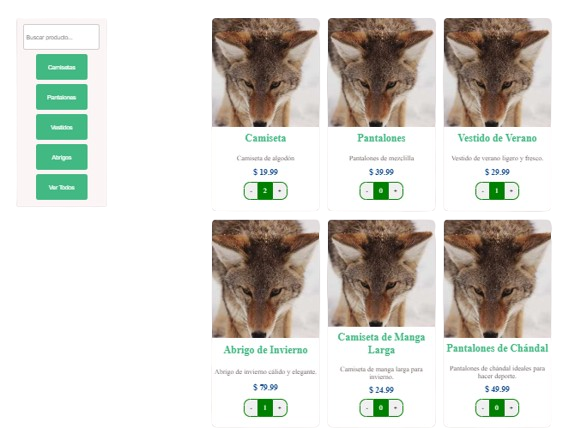 Buscar producto...
Camisetas
Pantalones
Vestidos
Abrigos
Ver Todos
Camiseta
Camiseta de algodón
$ 19.99
- 2 +
Pantalones
Pantalones de mezclilla
$ 39.99
- 0 +
Vestido de Verano
Vestido de verano ligero y fresco.
$ 29.99
- 1 +
Abrigo de Invierno
Abrigo de invierno cálido y elegante.
$ 79.99
- 1 +
Camiseta de Manga
Larga
Camiseta de manga larga para
invierno.
$ 24.99
- 0 +
Pantalones de Chándal
Pantalones de chándal ideales para
hacer deporte.
$ 49.99
- 0 +